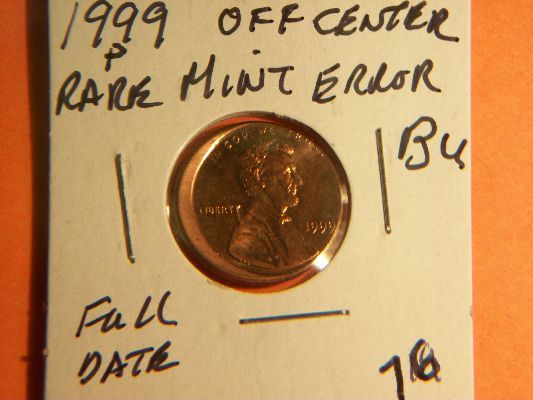 1999 OFF CENTER
P
RARE MINT ERROR
BU
IN GOD WE TRUST
LIBERTY
1999
Full
DATE